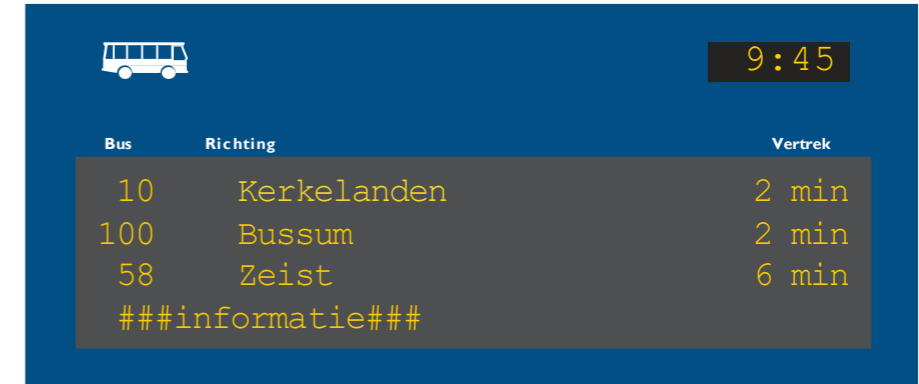 9:45
Bus Richting Vertrek
10 Kerkelanden 2 min
100 Bussum 2 min
58 Zeist 6 min
###informatie###